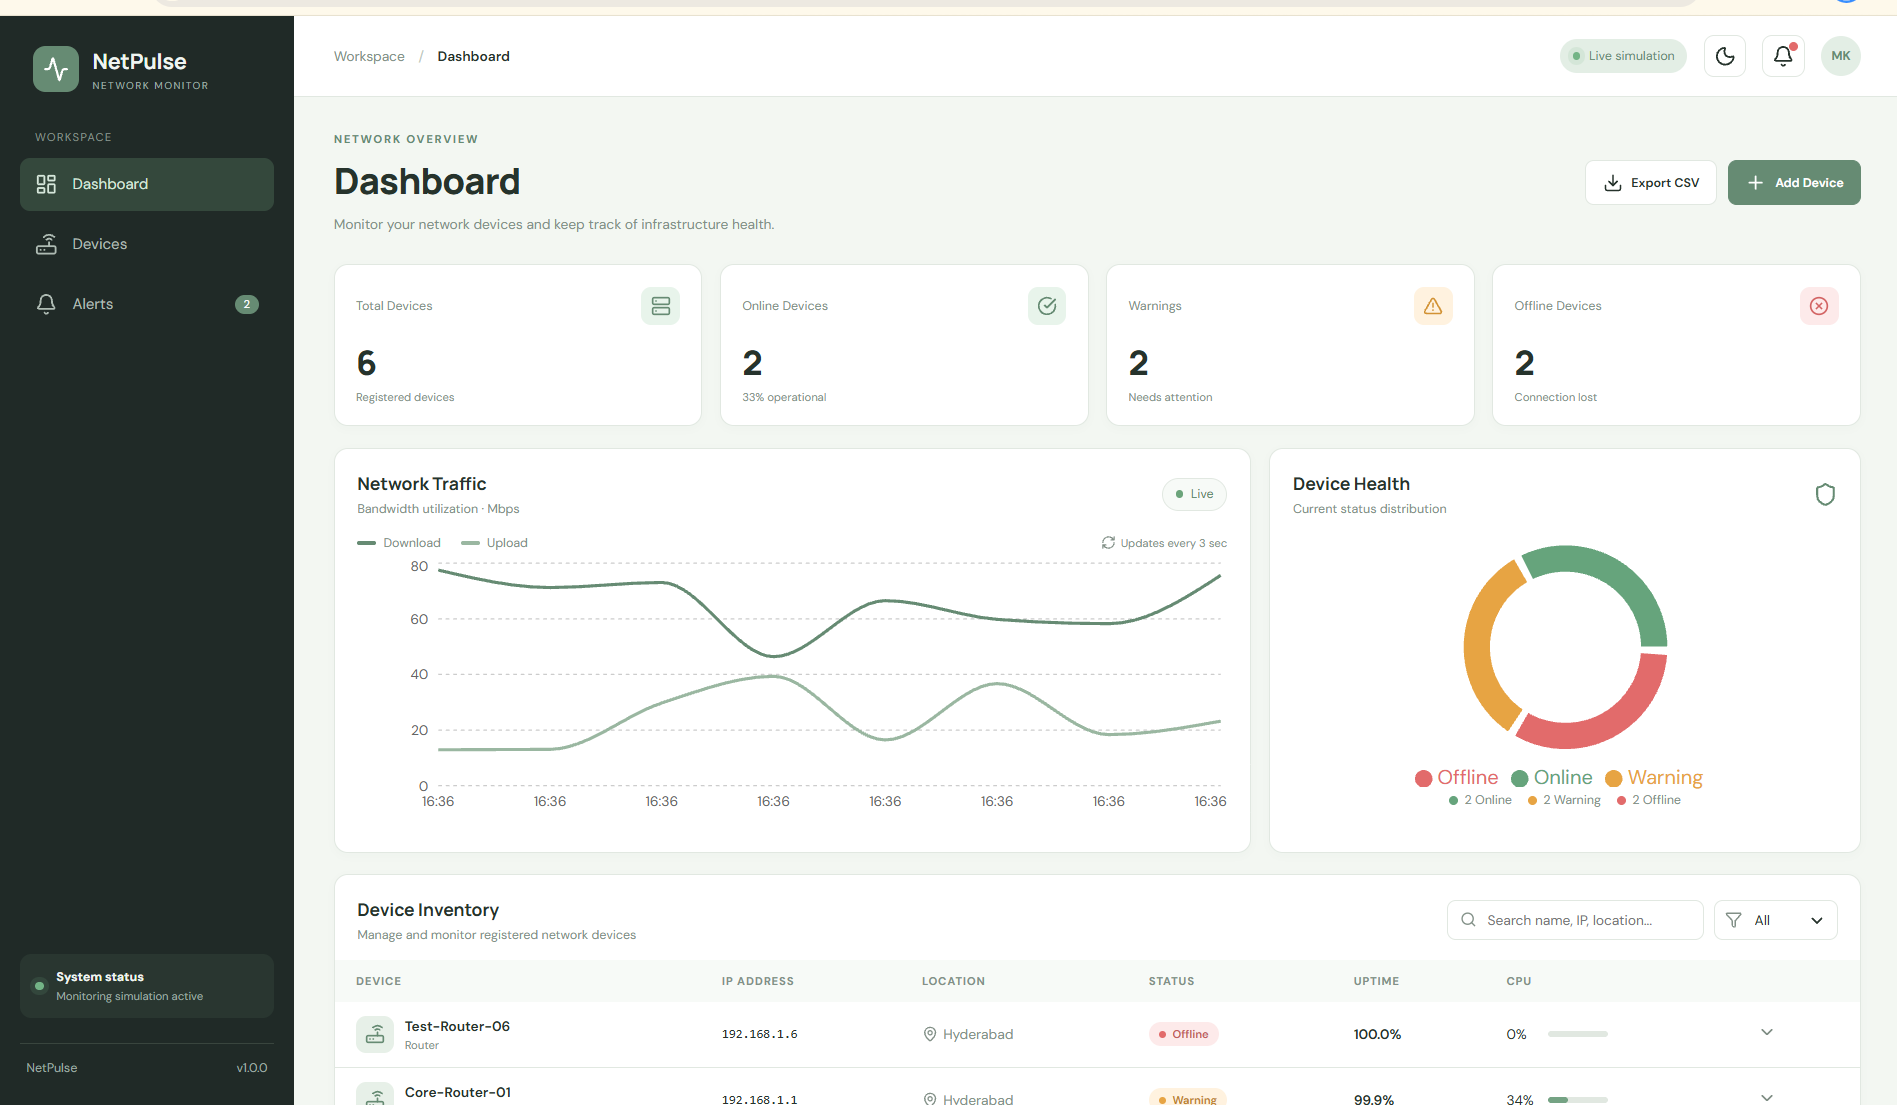 NetPulse
NETWORK MONITOR
WORKSPACE
Dashboard
Devices
Alerts 2
System status
Monitoring simulation active
NetPulse v1.0.0
Workspace / Dashboard
Live simulation
MK
NETWORK OVERVIEW
Dashboard
Monitor your network devices and keep track of infrastructure health.
Export CSV
Add Device
Total Devices
6
Registered devices
Online Devices
2
33% operational
Warnings
2
Needs attention
Offline Devices
2
Connection lost
Network Traffic
Bandwidth utilization · Mbps
Live
Download Upload
Updates every 3 sec
80
60
40
20
0
16:36 16:36 16:36 16:36 16:36 16:36 16:36 16:36
Device Health
Current status distribution
Offline Online Warning
2 Online 2 Warning 2 Offline
Device Inventory
Manage and monitor registered network devices
Search name, IP, location...
All
DEVICE IP ADDRESS LOCATION STATUS UPTIME CPU
Test-Router-06
Router
192.168.1.6 Hyderabad Offline 100.0% 0%
Core-Router-01
192.168.1.1 Hyderabad Warning 99.9% 34%